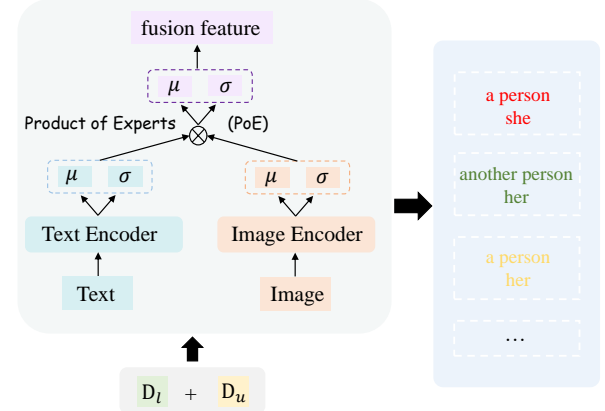 fusion feature
μ σ
Product of Experts (PoE)
μ σ
μ σ
Text Encoder
Image Encoder
Text
Image
D_l + D_u
a person
she
another person
her
a person
her
...